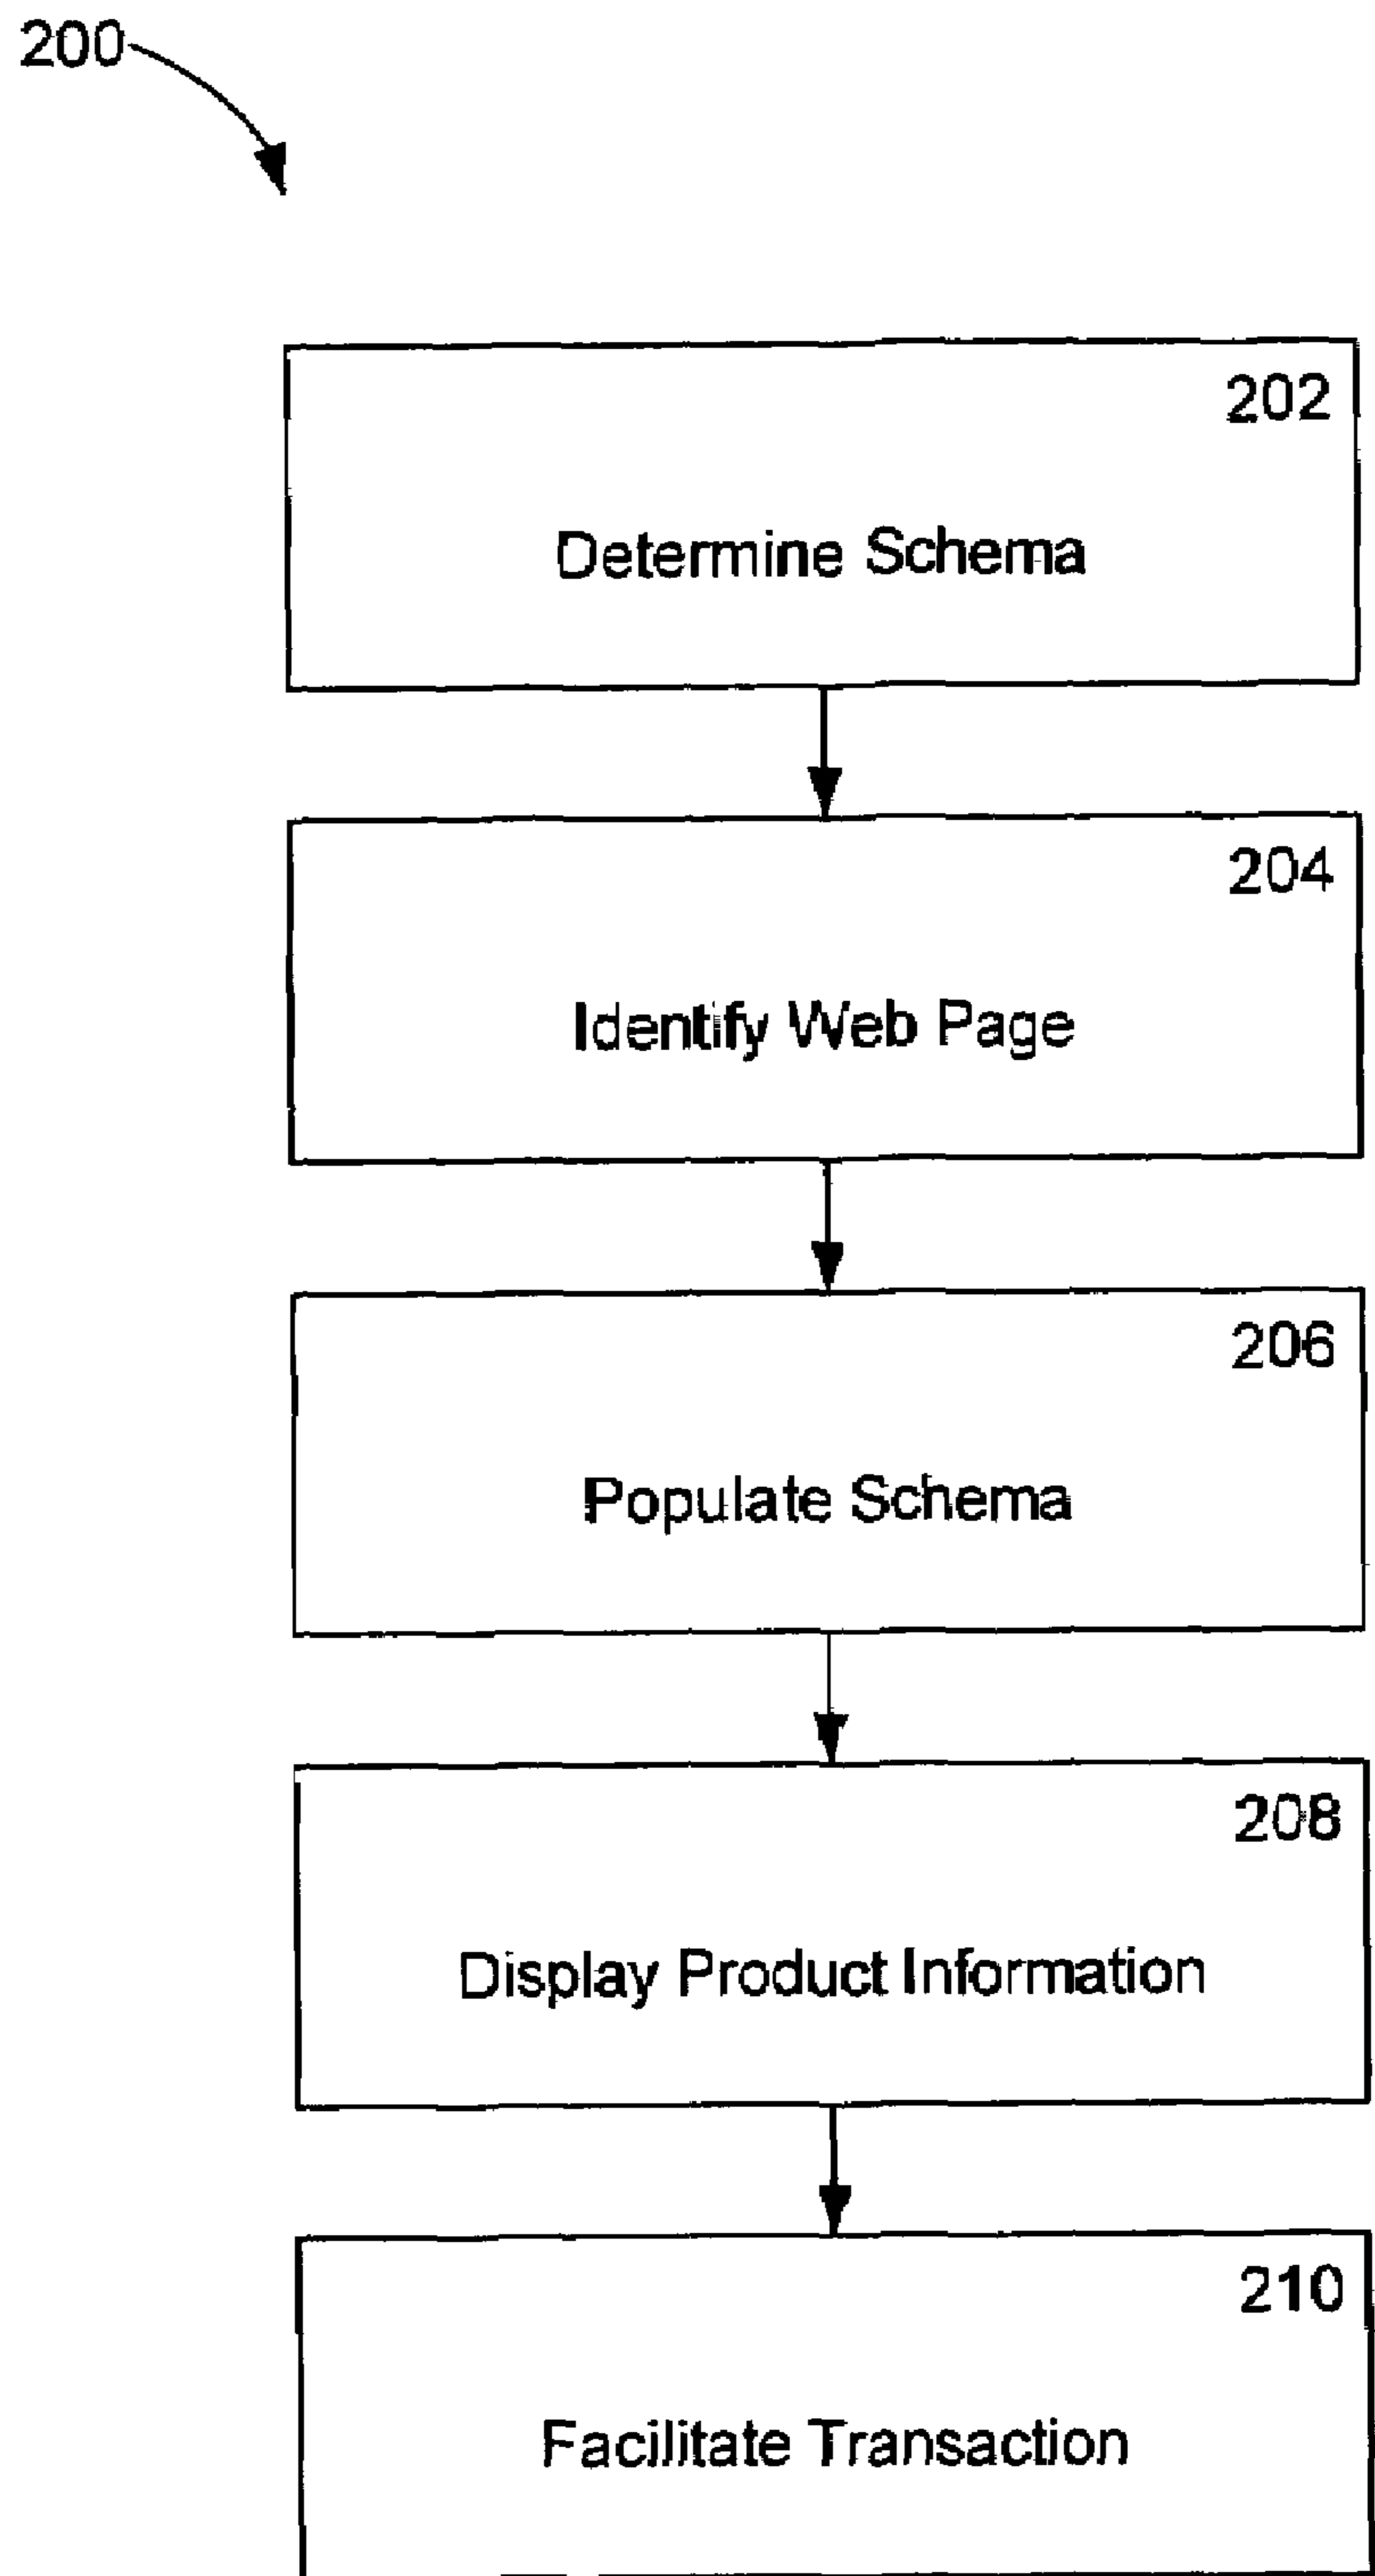 200
202
Determine Schema
204
Identify Web Page
206
Populate Schema
208
Display Product Information
210
Facilitate Transaction